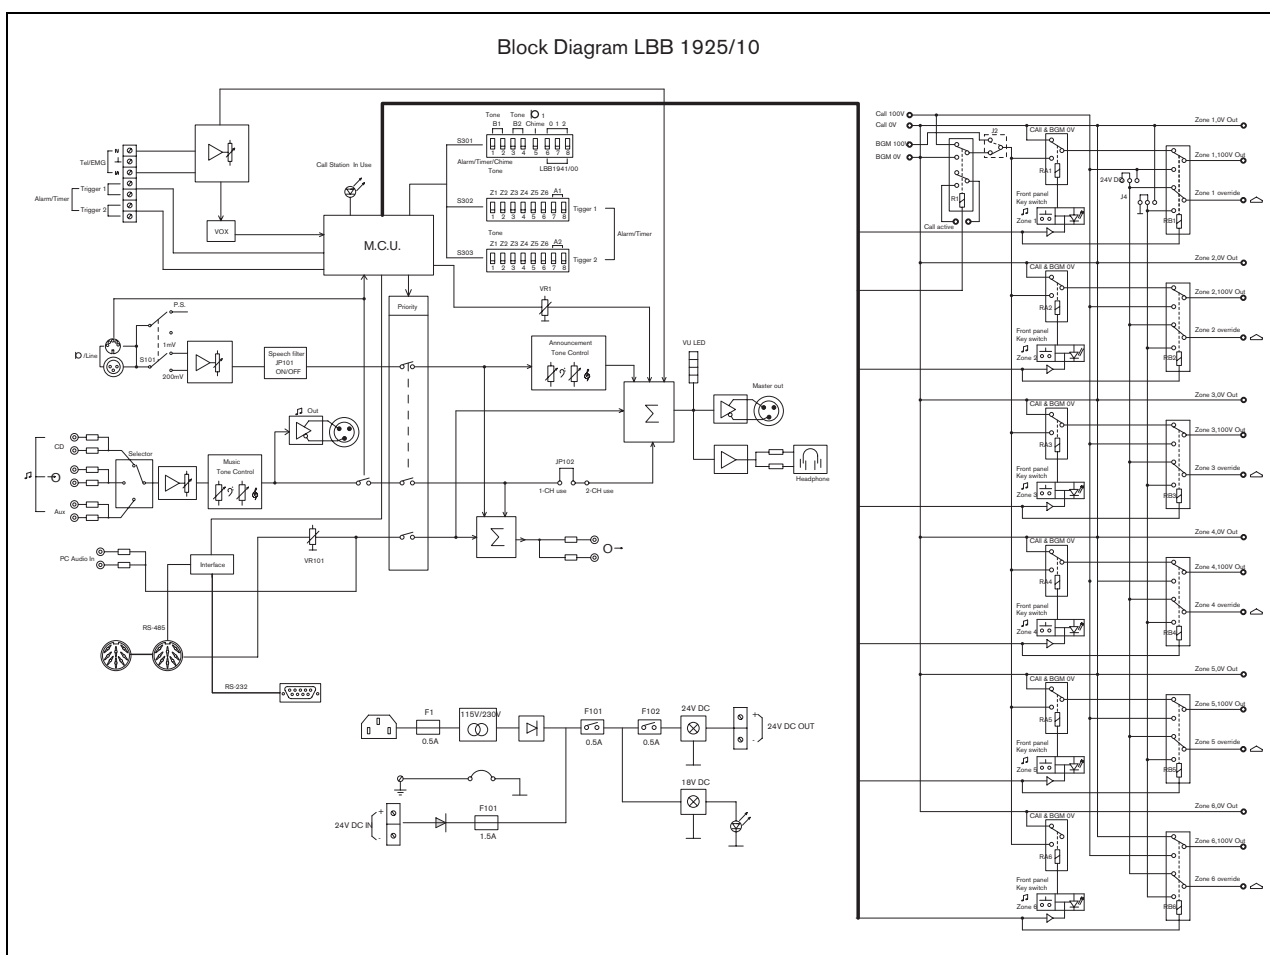 Block Diagram LBB 1925/10
Tel/EMG
Alarm/Timer
Trigger 1
Trigger 2
VOX
Call Station In Use
M.C.U.
Tone Tone 1
B1 B2 Chime 0 1 2
S301
1 2 3 4 5 6 7 8
Alarm/Timer/Chime
LBB1941/00
Tone
Z1 Z2 Z3 Z4 Z5 Z6 A1
S302
Tigger 1
1 2 3 4 5 6 7 8
Alarm/Timer
Tone
Z1 Z2 Z3 Z4 Z5 Z6 A2
S303
Tigger 2
1 2 3 4 5 6 7 8
P.S.
/Line
S101
1mV
200mV
Speech filter
JP101
ON/OFF
Priority
VR1
Announcement
Tone Control
VU LED
Σ
Master out
Headphone
Out
CD
Aux
Selector
Music
Tone Control
JP102
1-CH use
2-CH use
Σ
VR101
PC Audio In
Interface
RS-485
RS-232
F1
0.5A
115V/230V
F101
0.5A
F102
0.5A
24V DC
+
-
24V DC OUT
18V DC
24V DC IN
+
-
F101
1.5A
Call 100V
Call 0V
BGM 100V
BGM 0V
J2
R1
Call active
CAll & BGM 0V
RA1
Front panel
Key switch
Zone 1
24V DC
J4
RB1
Zone 1,0V Out
Zone 1,100V Out
Zone 1 override
CAll & BGM 0V
RA2
Front panel
Key switch
Zone 2
RB2
Zone 2,0V Out
Zone 2,100V Out
Zone 2 override
CAll & BGM 0V
RA3
Front panel
Key switch
Zone 3
RB3
Zone 3,0V Out
Zone 3,100V Out
Zone 3 override
CAll & BGM 0V
RA4
Front panel
Key switch
Zone 4
RB4
Zone 4,0V Out
Zone 4,100V Out
Zone 4 override
CAll & BGM 0V
RA5
Front panel
Key switch
Zone 5
RB5
Zone 5,0V Out
Zone 5,100V Out
Zone 5 override
CAll & BGM 0V
RA6
Front panel
Key switch
Zone 6
RB6
Zone 6,0V Out
Zone 6,100V Out
Zone 6 override